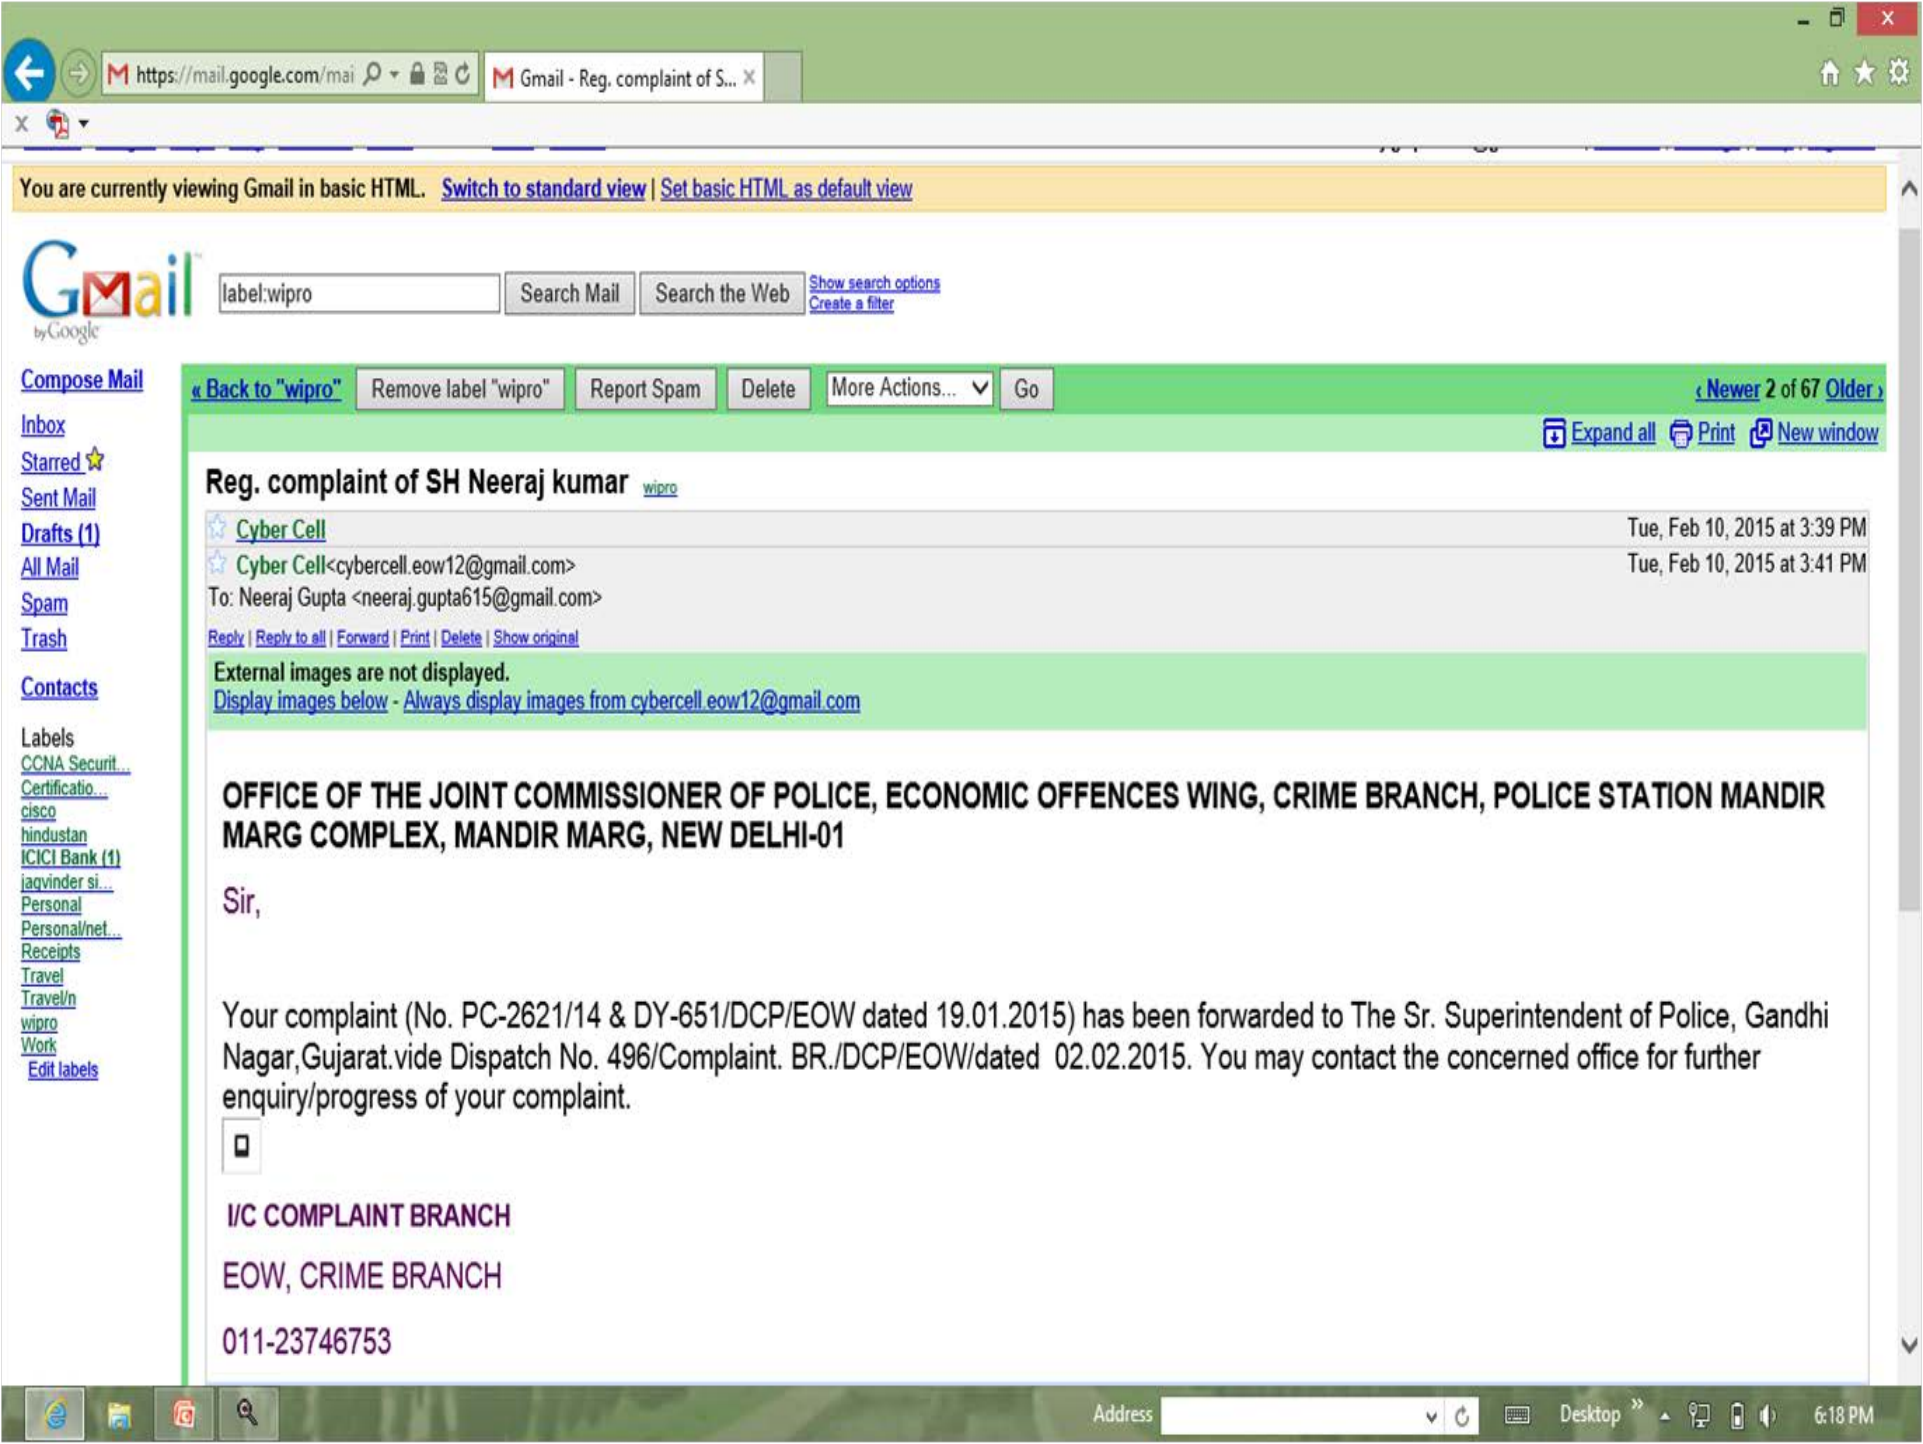 https://mail.google.com/mai
Gmail - Reg. complaint of S...
You are currently viewing Gmail in basic HTML. Switch to standard view | Set basic HTML as default view
Gmail
by Google
label:wipro
Search Mail
Search the Web
Show search options
Create a filter
Compose Mail
Inbox
Starred
Sent Mail
Drafts (1)
All Mail
Spam
Trash
Contacts
Labels
CCNA Securit...
Certificatio...
cisco
hindustan
ICICI Bank (1)
jagvinder si...
Personal
Personal/net...
Receipts
Travel
Travel/n
wipro
Work
Edit labels
« Back to "wipro" Remove label "wipro" Report Spam Delete More Actions... Go ‹ Newer 2 of 67 Older ›
Expand all Print New window
Reg. complaint of SH Neeraj kumar wipro
Cyber Cell Tue, Feb 10, 2015 at 3:39 PM
Cyber Cell<cybercell.eow12@gmail.com> Tue, Feb 10, 2015 at 3:41 PM
To: Neeraj Gupta <neeraj.gupta615@gmail.com>
Reply | Reply to all | Forward | Print | Delete | Show original
External images are not displayed.
Display images below - Always display images from cybercell.eow12@gmail.com
OFFICE OF THE JOINT COMMISSIONER OF POLICE, ECONOMIC OFFENCES WING, CRIME BRANCH, POLICE STATION MANDIR
MARG COMPLEX, MANDIR MARG, NEW DELHI-01
Sir,
Your complaint (No. PC-2621/14 & DY-651/DCP/EOW dated 19.01.2015) has been forwarded to The Sr. Superintendent of Police, Gandhi
Nagar,Gujarat.vide Dispatch No. 496/Complaint. BR./DCP/EOW/dated 02.02.2015. You may contact the concerned office for further
enquiry/progress of your complaint.
I/C COMPLAINT BRANCH
EOW, CRIME BRANCH
011-23746753
Address
Desktop
6:18 PM